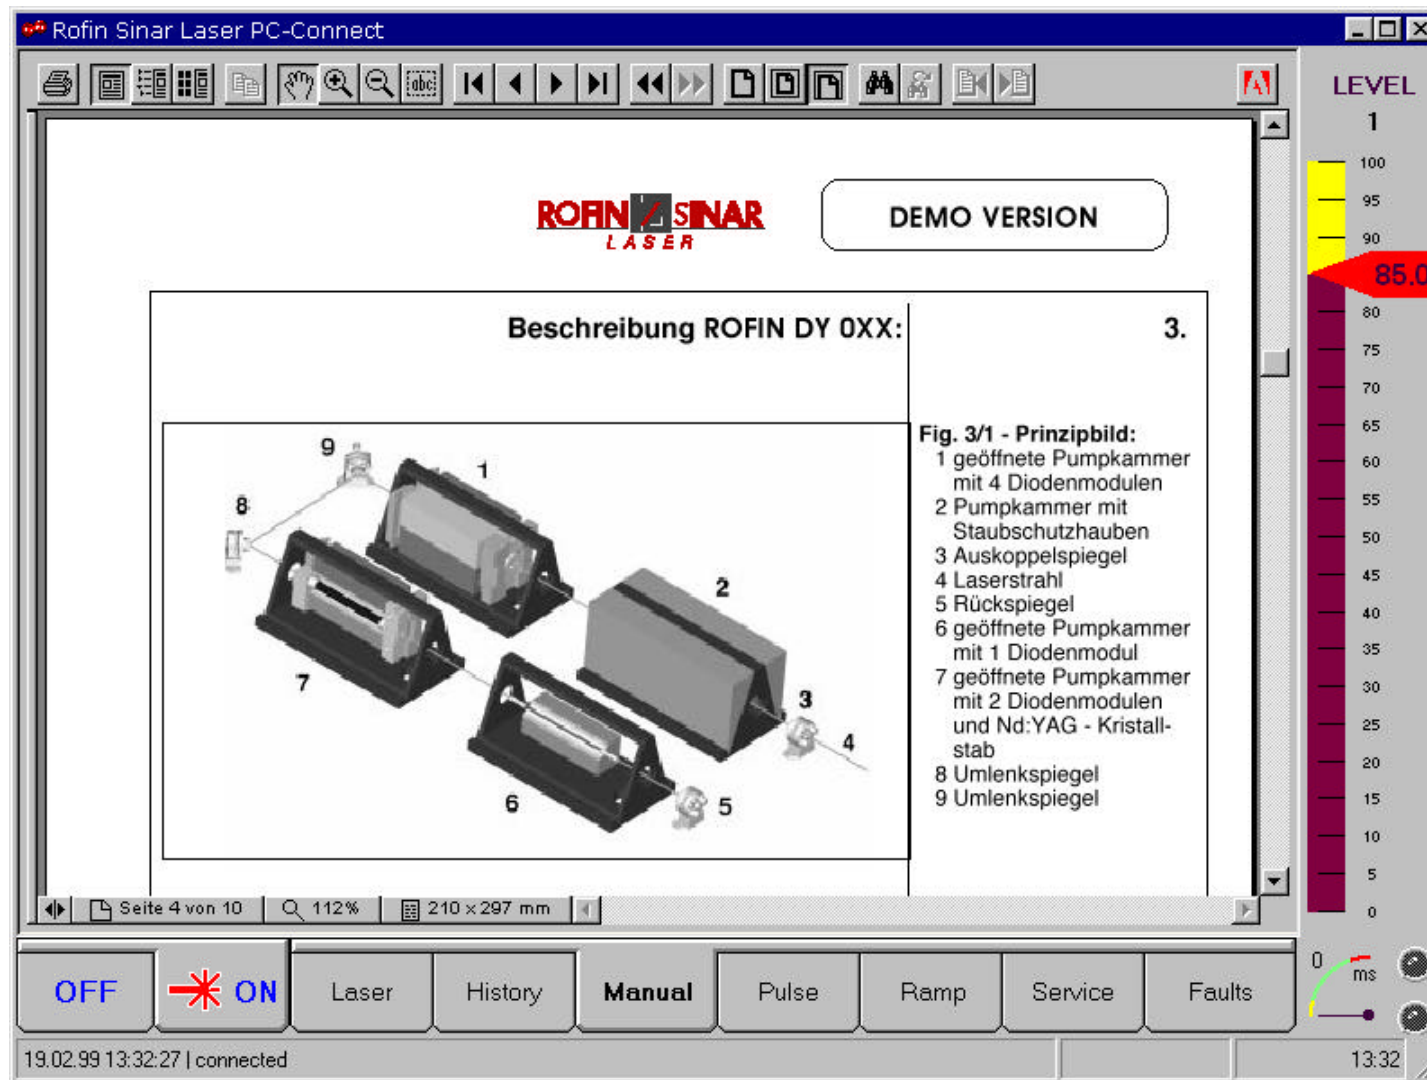 Rofin Sinar Laser PC-Connect
abc
LEVEL
1
ROFIN SINAR
LASER
DEMO VERSION
Beschreibung ROFIN DY 0XX:
3.
9
1
8
2
7
3
4
6
5
Fig. 3/1 - Prinzipbild:
1 geöffnete Pumpkammer
mit 4 Diodenmodulen
2 Pumpkammer mit
Staubschutzhauben
3 Auskoppelspiegel
4 Laserstrahl
5 Rückspiegel
6 geöffnete Pumpkammer
mit 1 Diodenmodul
7 geöffnete Pumpkammer
mit 2 Diodenmodulen
und Nd:YAG - Kristall-
stab
8 Umlenkspiegel
9 Umlenkspiegel
100
95
90
85.0
80
75
70
65
60
55
50
45
40
35
30
25
20
15
10
5
0
Seite 4 von 10
112%
210 x 297 mm
OFF
ON
Laser
History
Manual
Pulse
Ramp
Service
Faults
0
ms
19.02.99 13:32:27 | connected
13:32